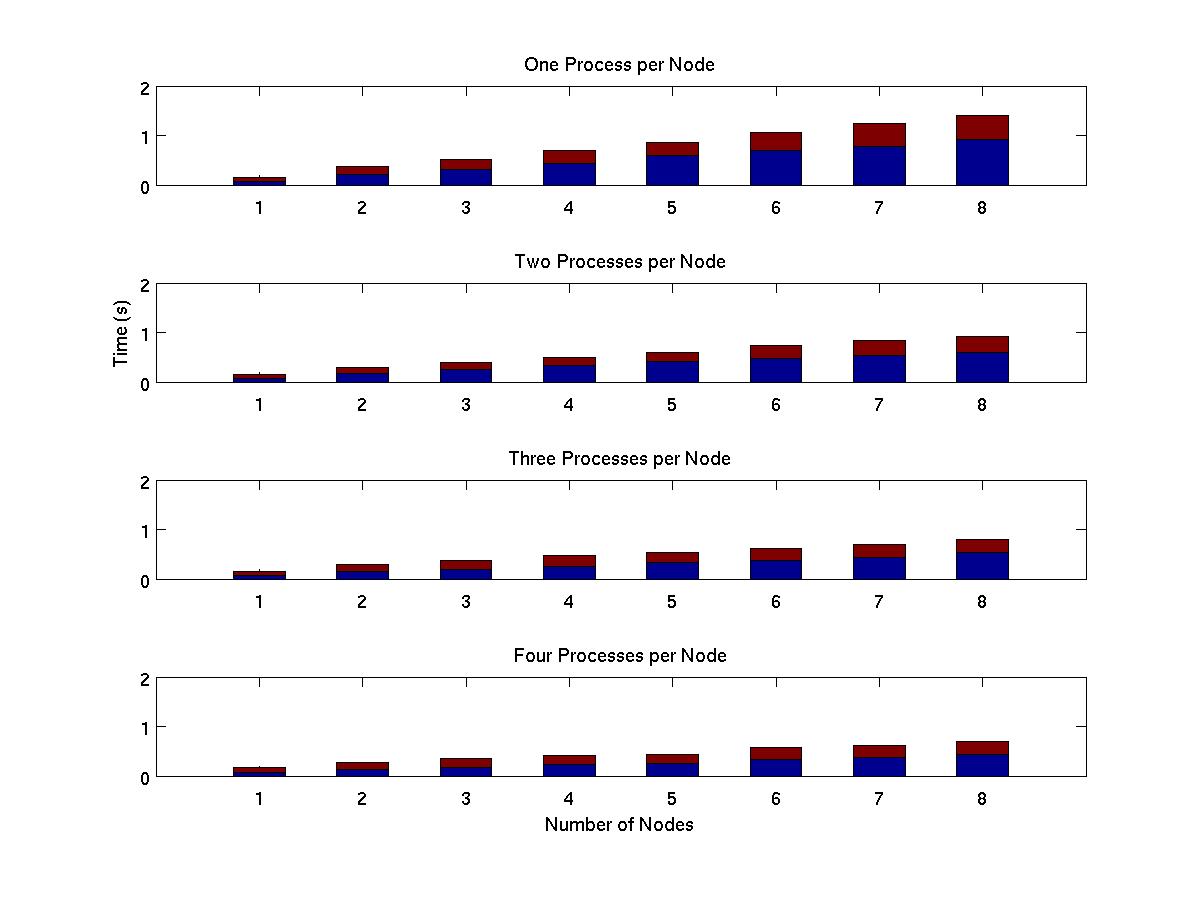 One Process per Node
2
1
0
1 2 3 4 5 6 7 8
Two Processes per Node
2
1
0
Time (s)
1 2 3 4 5 6 7 8
Three Processes per Node
2
1
0
1 2 3 4 5 6 7 8
Four Processes per Node
2
1
0
1 2 3 4 5 6 7 8
Number of Nodes